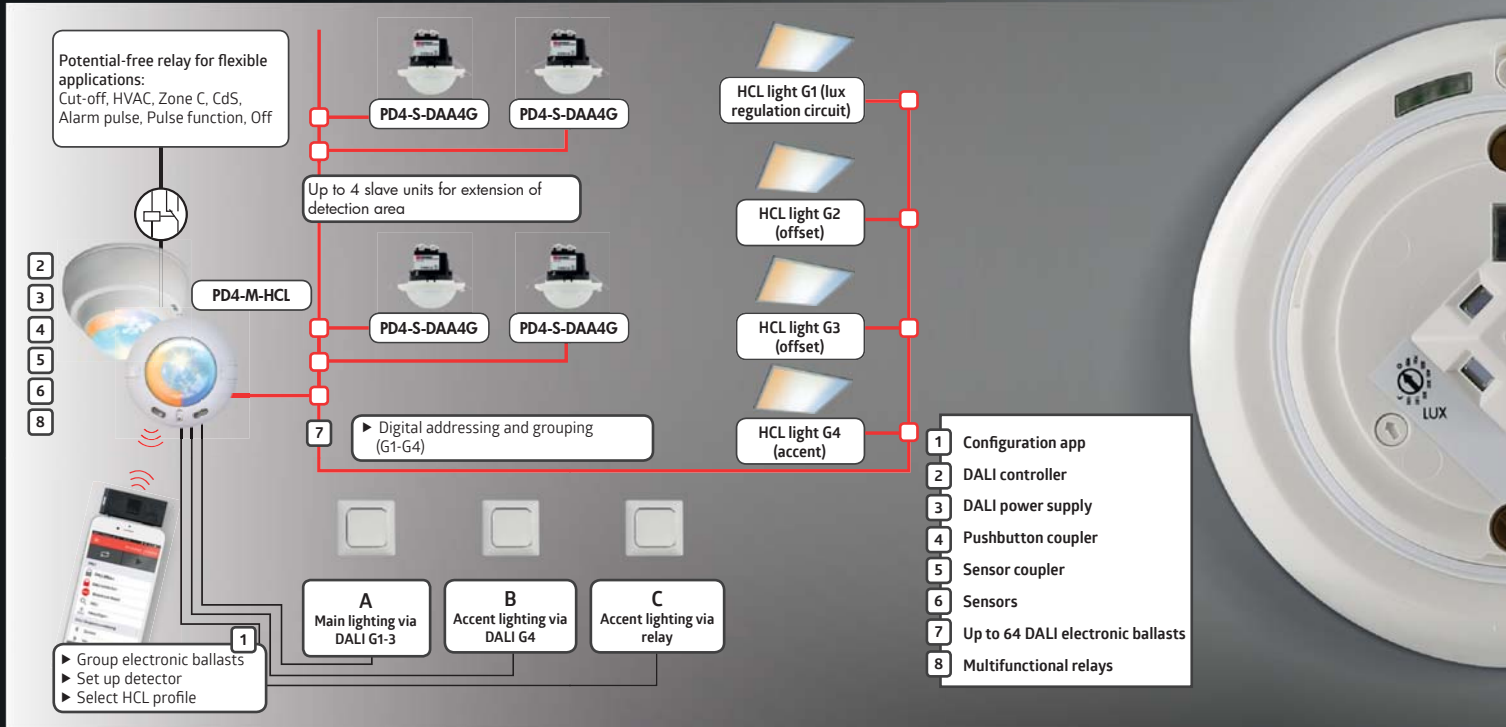 Potential-free relay for flexible
applications:
Cut-off, HVAC, Zone C, CdS,
Alarm pulse, Pulse function, Off
PD4-S-DAA4G
PD4-S-DAA4G
Up to 4 slave units for extension of
detection area
PD4-S-DAA4G
PD4-S-DAA4G
2
3
4
5
6
8
PD4-M-HCL
7
► Digital addressing and grouping
(G1-G4)
HCL light G1 (lux
regulation circuit)
HCL light G2
(offset)
HCL light G3
(offset)
HCL light G4
(accent)
A
Main lighting via
DALI G1-3
B
Accent lighting via
DALI G4
C
Accent lighting via
relay
1
► Group electronic ballasts
► Set up detector
► Select HCL profile
1 Configuration app
2 DALI controller
3 DALI power supply
4 Pushbutton coupler
5 Sensor coupler
6 Sensors
7 Up to 64 DALI electronic ballasts
8 Multifunctional relays
LUX